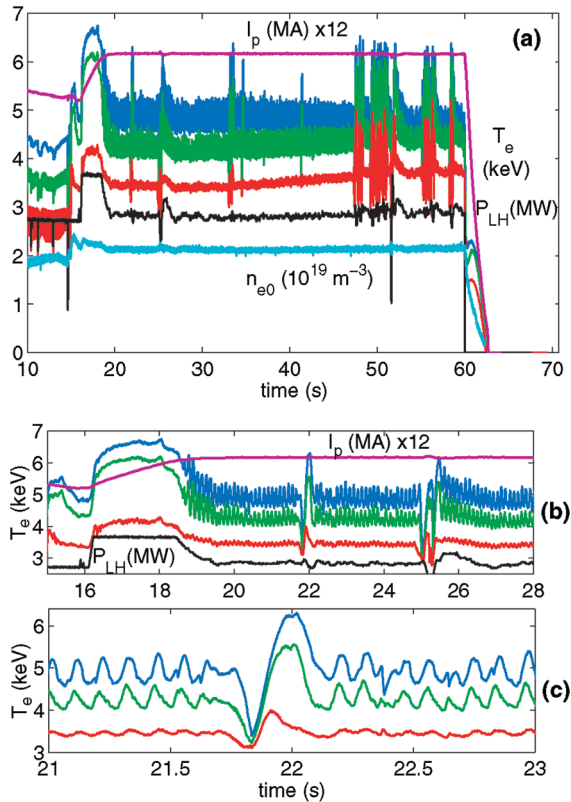 7
I_p (MA) x12
(a)
6
5
T_e
(keV)
4
3
P_LH(MW)
2
n_e0 (10^19 m^−3)
1
0
10 20 30 40 50 60 70
time (s)
7
I_p (MA) x12
6
T_e (keV)
5
(b)
4
P_LH(MW)
3
16 18 20 22 24 26 28
6
T_e (keV)
5
(c)
4
3
21 21.5 22 22.5 23
time (s)